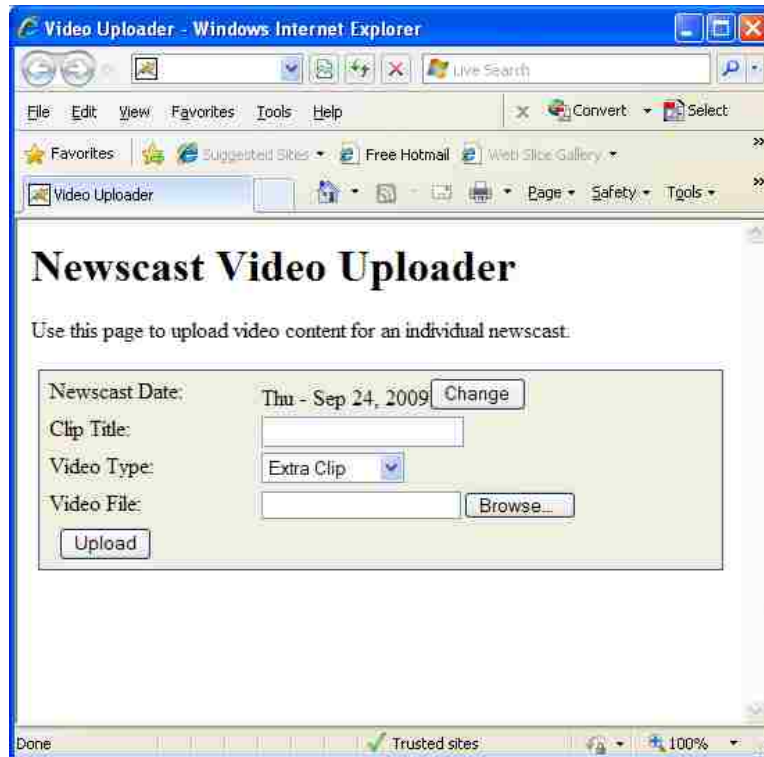 Video Uploader - Windows Internet Explorer
Live Search
File Edit View Favorites Tools Help x Convert Select
Favorites Suggested Sites Free Hotmail Web Slice Gallery
Video Uploader Page Safety Tools
Newscast Video Uploader
Use this page to upload video content for an individual newscast.
Newscast Date: Thu - Sep 24, 2009 Change
Clip Title:
Video Type: Extra Clip
Video File: Browse...
Upload
Done Trusted sites 100%